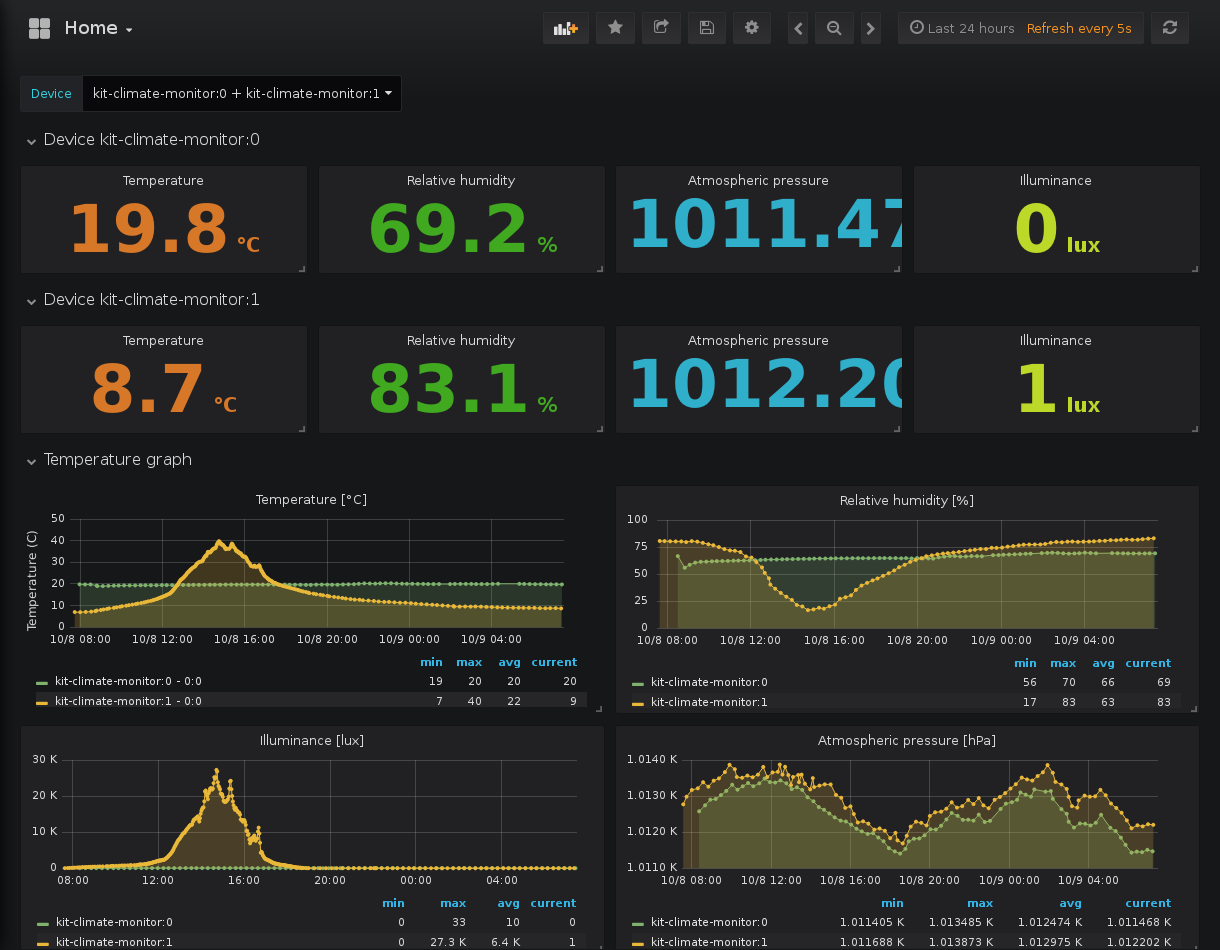 Home
Last 24 hours Refresh every 5s
Device kit-climate-monitor:0 + kit-climate-monitor:1
Device kit-climate-monitor:0
Temperature Relative humidity Atmospheric pressure Illuminance
19.8 °C 69.2 % 1011.47 0 lux
Device kit-climate-monitor:1
Temperature Relative humidity Atmospheric pressure Illuminance
8.7 °C 83.1 % 1012.20 1 lux
Temperature graph
Temperature [°C]
Temperature (C)
50
40
30
20
10
0
10/8 08:00 10/8 12:00 10/8 16:00 10/8 20:00 10/9 00:00 10/9 04:00
min max avg current
kit-climate-monitor:0 - 0:0 19 20 20 20
kit-climate-monitor:1 - 0:0 7 40 22 9
Relative humidity [%]
100
75
50
25
0
10/8 08:00 10/8 12:00 10/8 16:00 10/8 20:00 10/9 00:00 10/9 04:00
min max avg current
kit-climate-monitor:0 56 70 66 69
kit-climate-monitor:1 17 83 63 83
Illuminance [lux]
30 K
20 K
10 K
0
08:00 12:00 16:00 20:00 00:00 04:00
min max avg current
kit-climate-monitor:0 0 33 10 0
kit-climate-monitor:1 0 27.3 K 6.4 K 1
Atmospheric pressure [hPa]
1.0140 K
1.0130 K
1.0120 K
1.0110 K
10/8 08:00 10/8 12:00 10/8 16:00 10/8 20:00 10/9 00:00 10/9 04:00
min max avg current
kit-climate-monitor:0 1.011405 K 1.013485 K 1.012474 K 1.011468 K
kit-climate-monitor:1 1.011688 K 1.013873 K 1.012975 K 1.012202 K